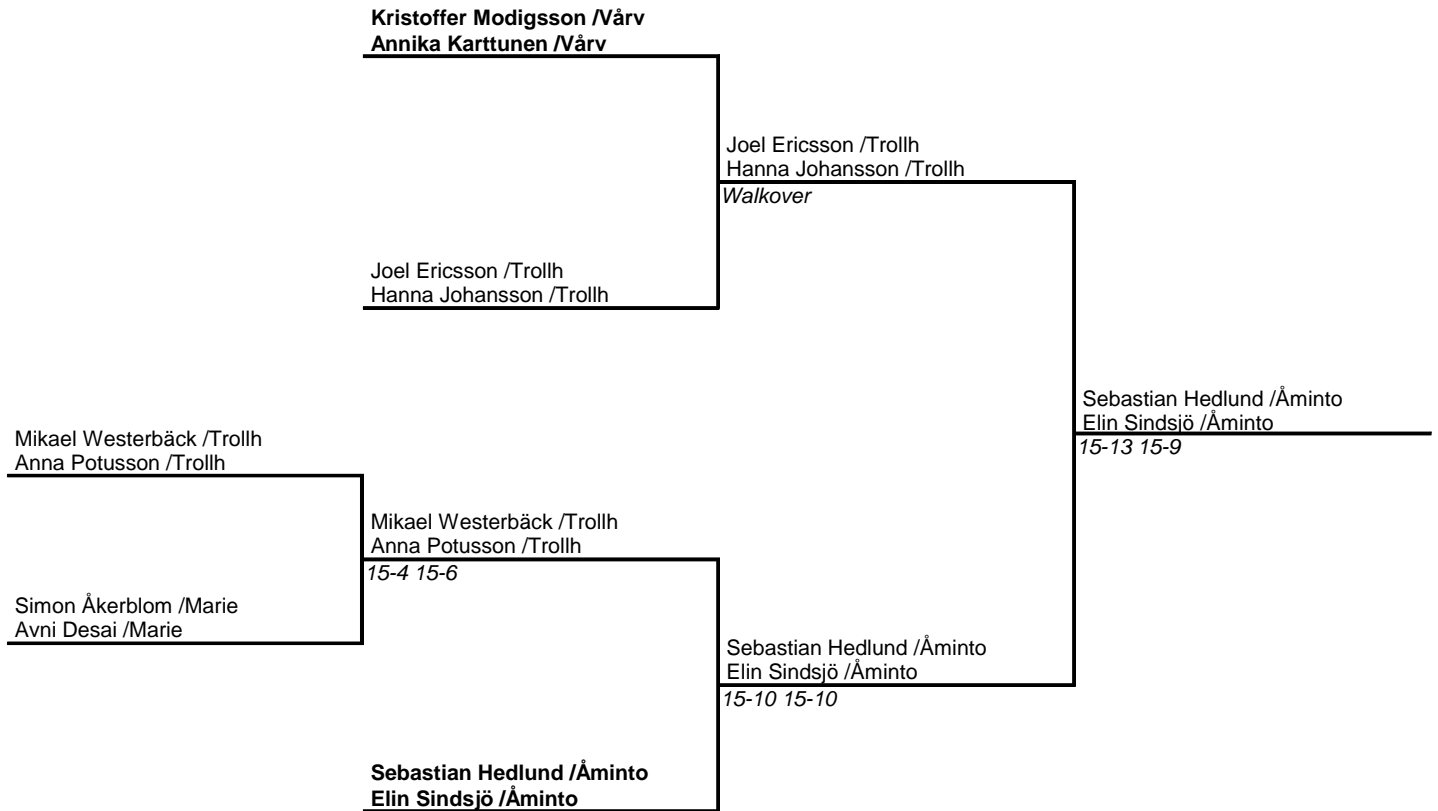 Kristoffer Modigsson /Vårv
Annika Karttunen /Vårv
Joel Ericsson /Trollh
Hanna Johansson /Trollh
Walkover
Joel Ericsson /Trollh
Hanna Johansson /Trollh
Sebastian Hedlund /Åminto
Elin Sindsjö /Åminto
15-13 15-9
Mikael Westerbäck /Trollh
Anna Potusson /Trollh
Mikael Westerbäck /Trollh
Anna Potusson /Trollh
15-4 15-6
Simon Åkerblom /Marie
Avni Desai /Marie
Sebastian Hedlund /Åminto
Elin Sindsjö /Åminto
15-10 15-10
Sebastian Hedlund /Åminto
Elin Sindsjö /Åminto